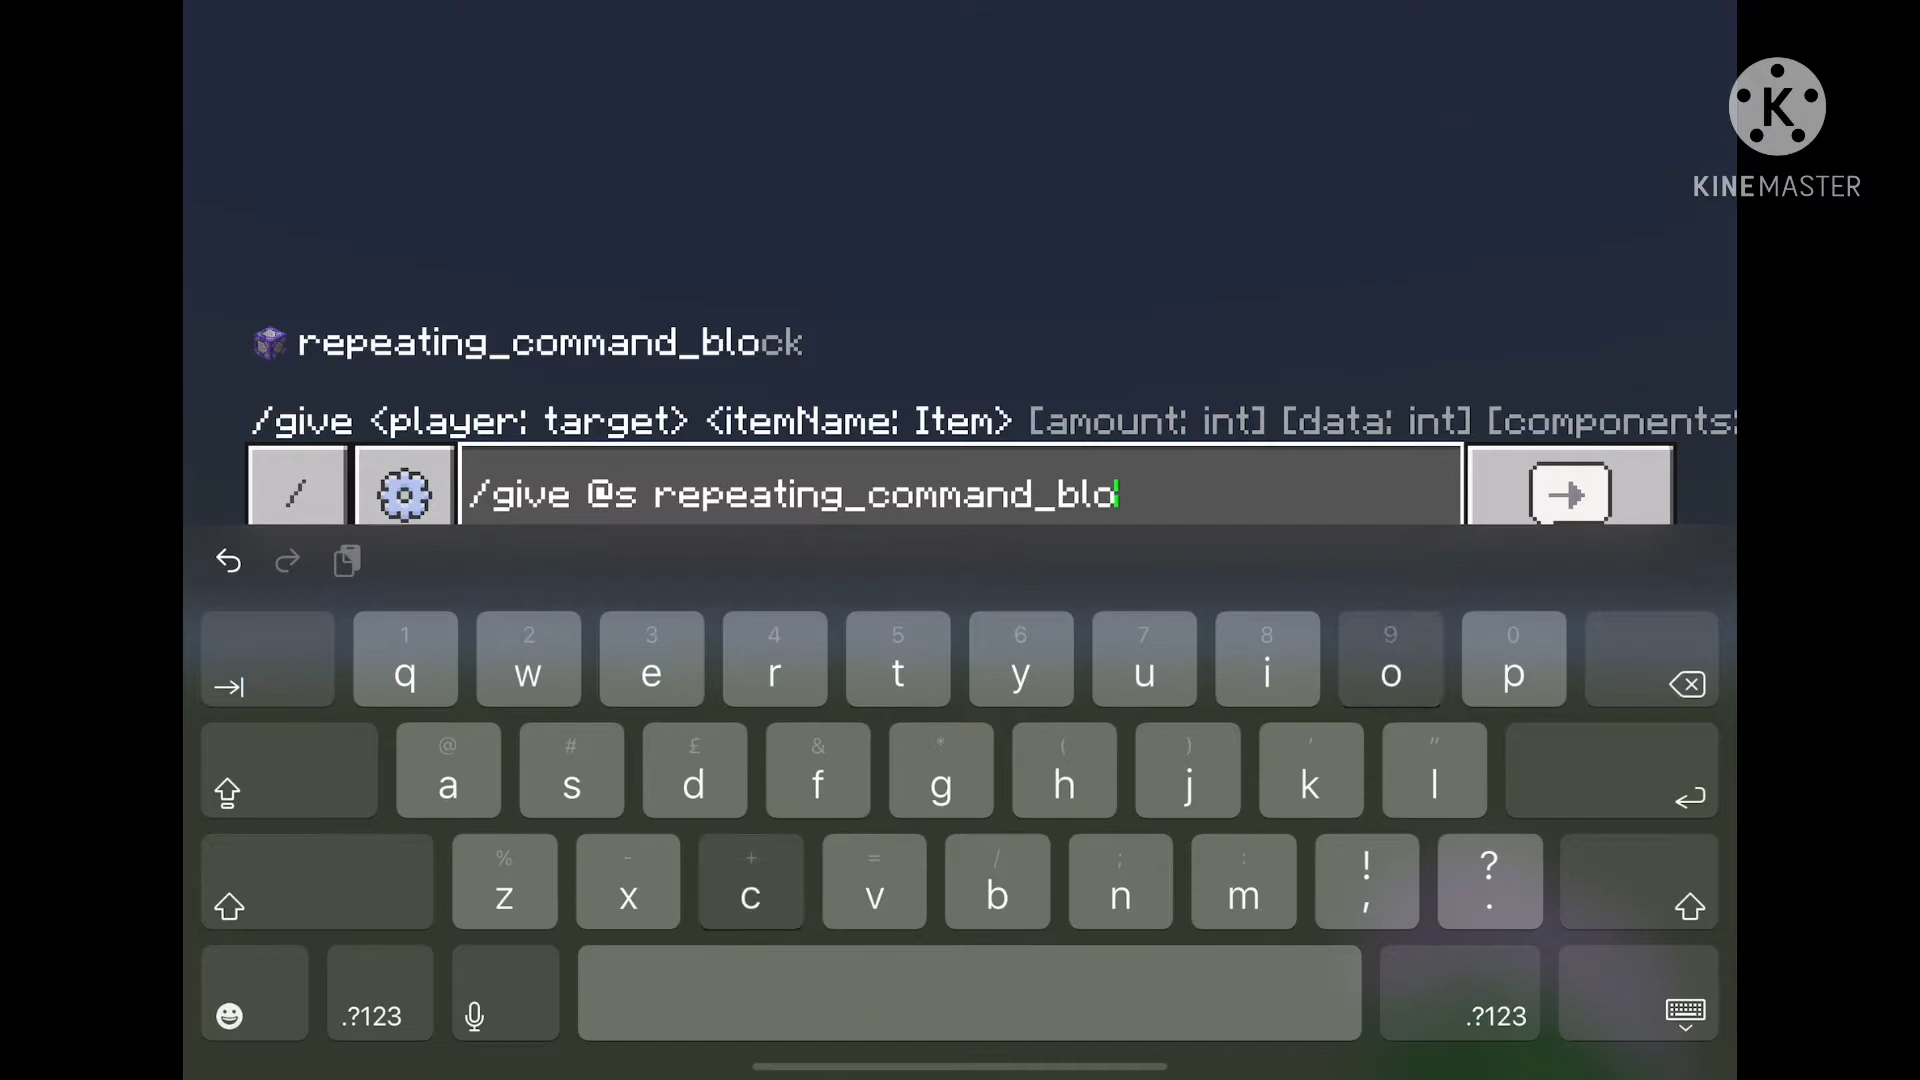 K
KINEMASTER
repeating_command_block
/give <player: target> <itemName: Item> [amount: int] [data: int] [components:
/
/give @s repeating_command_blo
1 2 3 4 5 6 7 8 9 0
q w e r t y u i o p
@ # £ & * ( ) ' "
a s d f g h j k l
% - + = / ; : ! ?
z x c v b n m , .
.?123 .?123